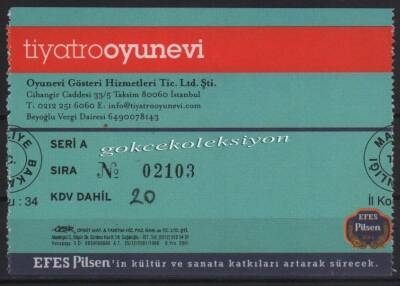 tiyatrooyunevi
Oyunevi Gösteri Hizmetleri Tic. Ltd. Şti.
Cihangir Caddesi 33/5 Taksim 80060 İstanbul
T. 0212 251 6060 E. info@tiyatrooyunevi.com
Beyoğlu Vergi Dairesi 6490078143
gokcekoleksiyon
SERİ A
SIRA № 02103
KDV DAHİL 20
u : 34
İl Ko
EFES
Pilsen
EFES Pilsen'in kültür ve sanata katkıları artarak sürecek.